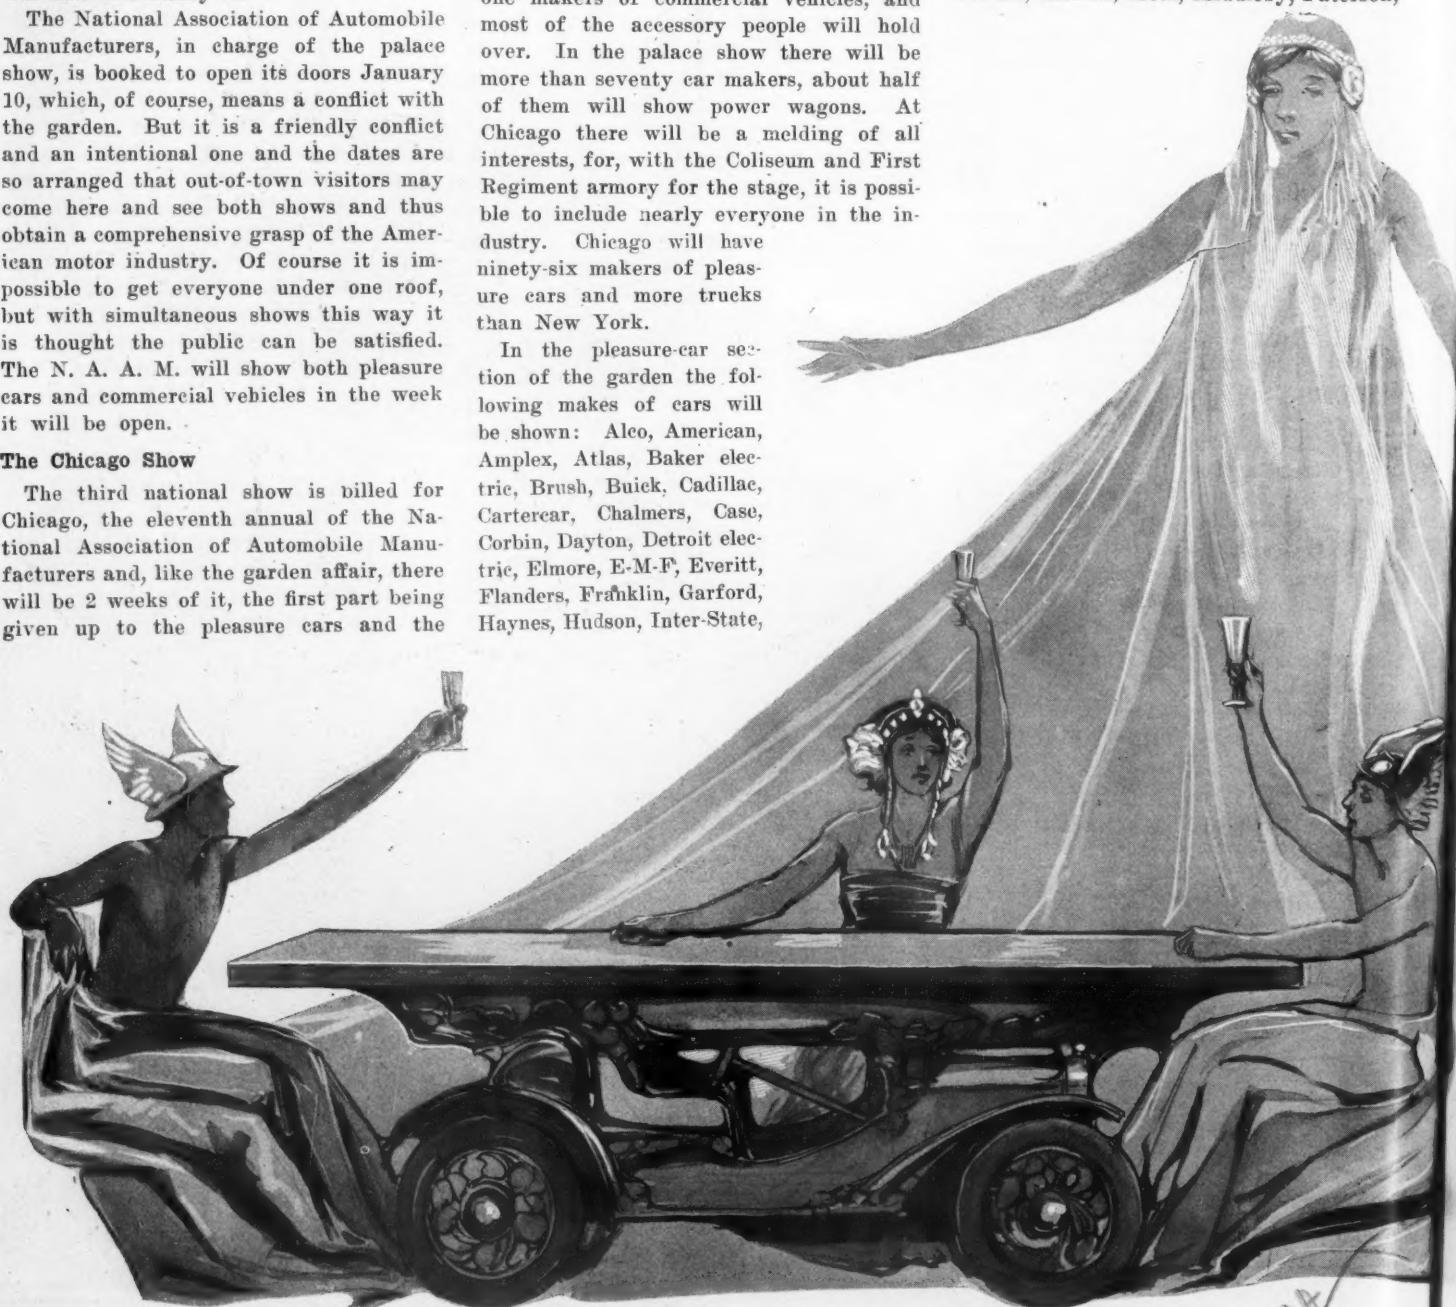 The National Association of Automobile
Manufacturers, in charge of the palace
show, is booked to open its doors January
10, which, of course, means a conflict with
the garden. But it is a friendly conflict
and an intentional one and the dates are
so arranged that out-of-town visitors may
come here and see both shows and thus
obtain a comprehensive grasp of the Amer-
ican motor industry. Of course it is im-
possible to get everyone under one roof,
but with simultaneous shows this way it
is thought the public can be satisfied.
The N. A. A. M. will show both pleasure
cars and commercial vehicles in the week
it will be open.
The Chicago Show
The third national show is billed for
Chicago, the eleventh annual of the Na-
tional Association of Automobile Manu-
facturers and, like the garden affair, there
will be 2 weeks of it, the first part being
given up to the pleasure cars and the
one makers of commercial vehicles, and
most of the accessory people will hold
over. In the palace show there will be
more than seventy car makers, about half
of them will show power wagons. At
Chicago there will be a melding of all
interests, for, with the Coliseum and First
Regiment armory for the stage, it is possi-
ble to include nearly everyone in the in-
dustry. Chicago will have
ninety-six makers of pleas-
ure cars and more trucks
than New York.
In the pleasure-car sec-
tion of the garden the fol-
lowing makes of cars will
be shown: Alco, American,
Amplex, Atlas, Baker elec-
tric, Brush, Buick, Cadillac,
Cartercar, Chalmers, Case,
Corbin, Dayton, Detroit elec-
tric, Elmore, E-M-F, Everitt,
Flanders, Franklin, Garford,
Haynes, Hudson, Inter-State,